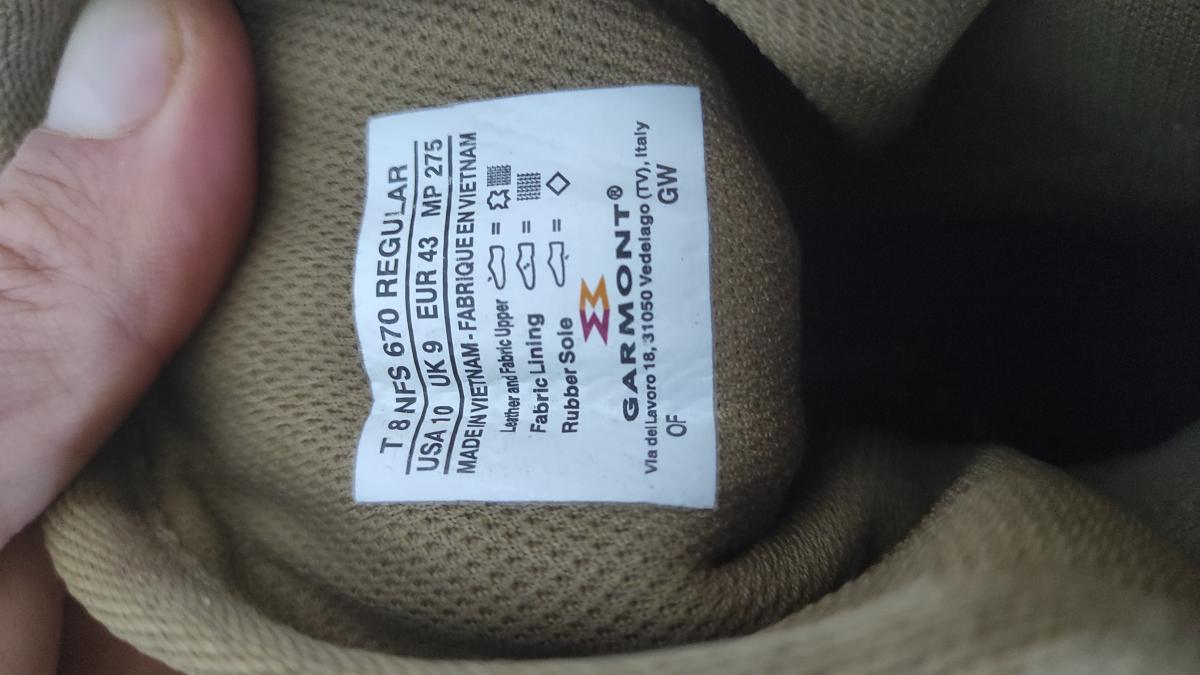 T 8 NFS 670 REGULAR
USA 10 UK 9 EUR 43 MP 275
MADE IN VIETNAM - FABRIQUE EN VIETNAM
Leather and Fabric Upper =
Fabric Lining =
Rubber Sole =
GARMONT®
Via del Lavoro 18, 31050 Vedelago (TV), Italy
OF GW